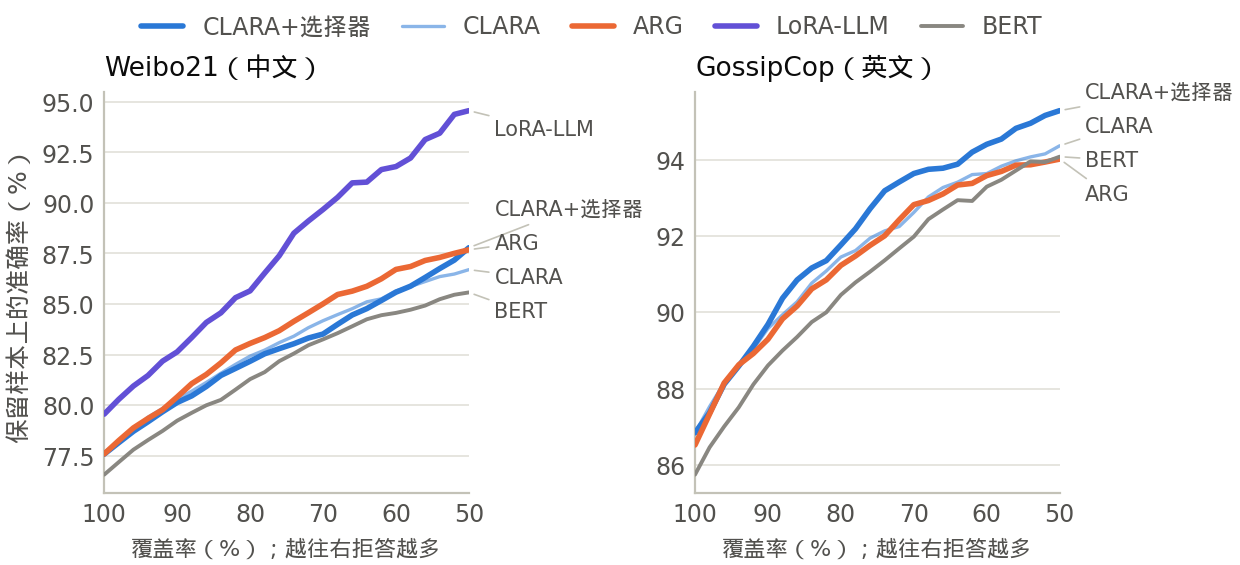 CLARA+选择器 CLARA ARG LoRA-LLM BERT
Weibo21（中文）
保留样本上的准确率（%）
95.0
92.5
90.0
87.5
85.0
82.5
80.0
77.5
100 90 80 70 60 50
覆盖率（%）；越往右拒答越多
LoRA-LLM
CLARA+选择器
ARG
CLARA
BERT
GossipCop（英文）
94
92
90
88
86
100 90 80 70 60 50
覆盖率（%）；越往右拒答越多
CLARA+选择器
CLARA
BERT
ARG